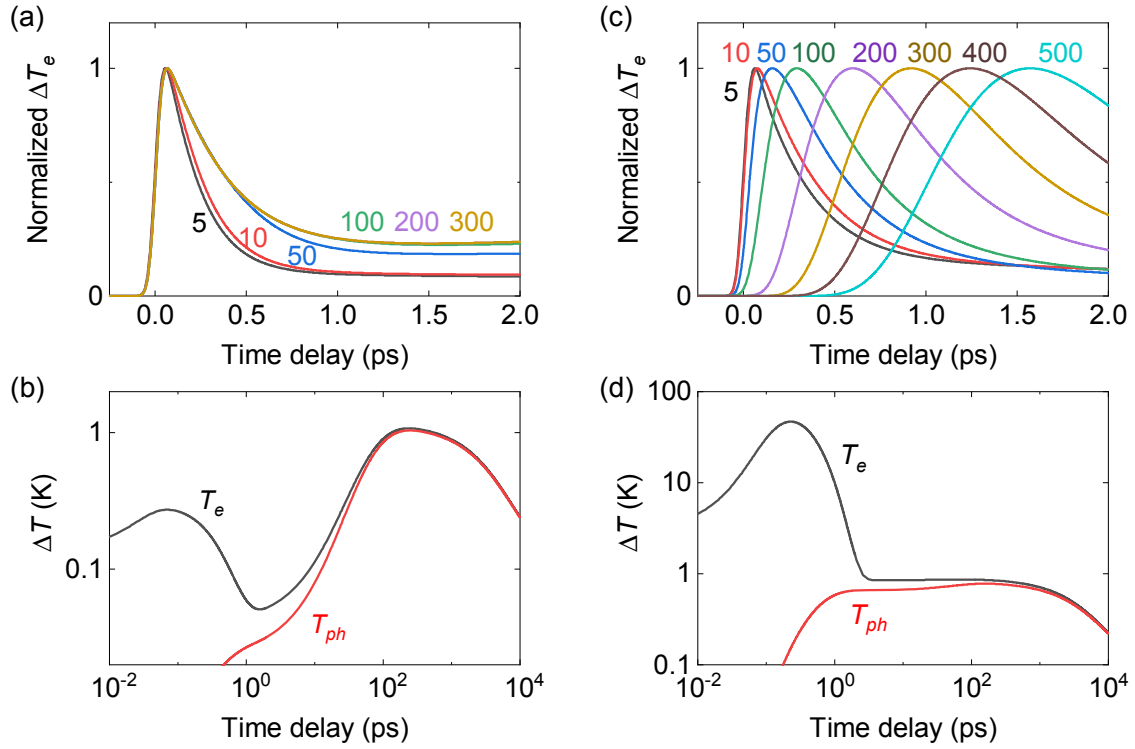 (a)
Normalized ΔTe
1
0
5
10
50
100 200 300
0.0 0.5 1.0 1.5 2.0
Time delay (ps)
(c)
Normalized ΔTe
1
0
10 50 100 200 300 400 500
5
0.0 0.5 1.0 1.5 2.0
Time delay (ps)
(b)
ΔT (K)
1
0.1
Te
Tph
10⁻² 10⁰ 10² 10⁴
Time delay (ps)
(d)
ΔT (K)
100
10
1
0.1
Te
Tph
10⁻² 10⁰ 10² 10⁴
Time delay (ps)